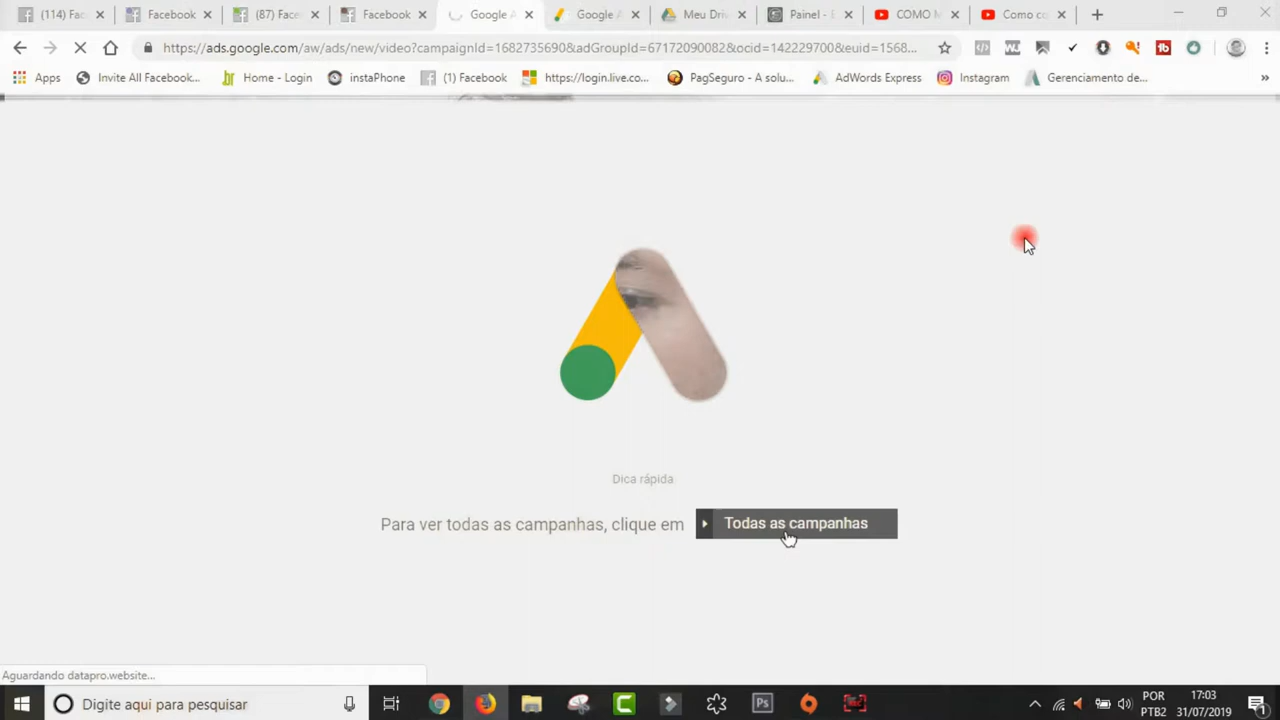 (114) Fac
Facebook
(87) Face
Facebook
Google A
Google A
Meu Driv
Painel - E
COMO M
Como co
https://ads.google.com/aw/ads/new/video?campaignId=1682735690&adGroupId=67172090082&ocid=142229700&euid=1568...
Apps
Invite All Facebook...
Home - Login
instaPhone
(1) Facebook
https://login.live.co...
PagSeguro - A solu...
AdWords Express
Instagram
Gerenciamento de...
»
Dica rápida
Para ver todas as campanhas, clique em Todas as campanhas
Aguardando datapro.website...
Digite aqui para pesquisar
Ps
POR
PTB2
17:03
31/07/2019
1